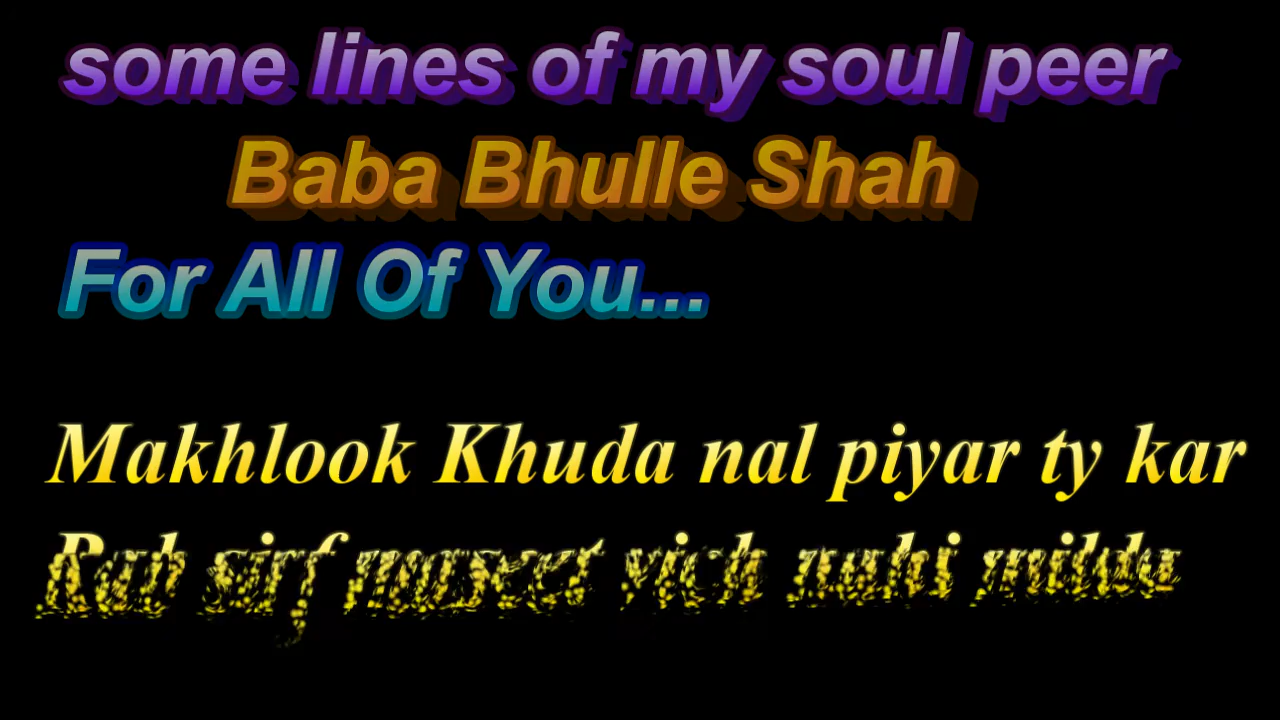 some lines of my soul peer
Baba Bhulle Shah
For All Of You...
Makhlook Khuda nal piyar ty kar
Rab sirf maseet vich nahi milda